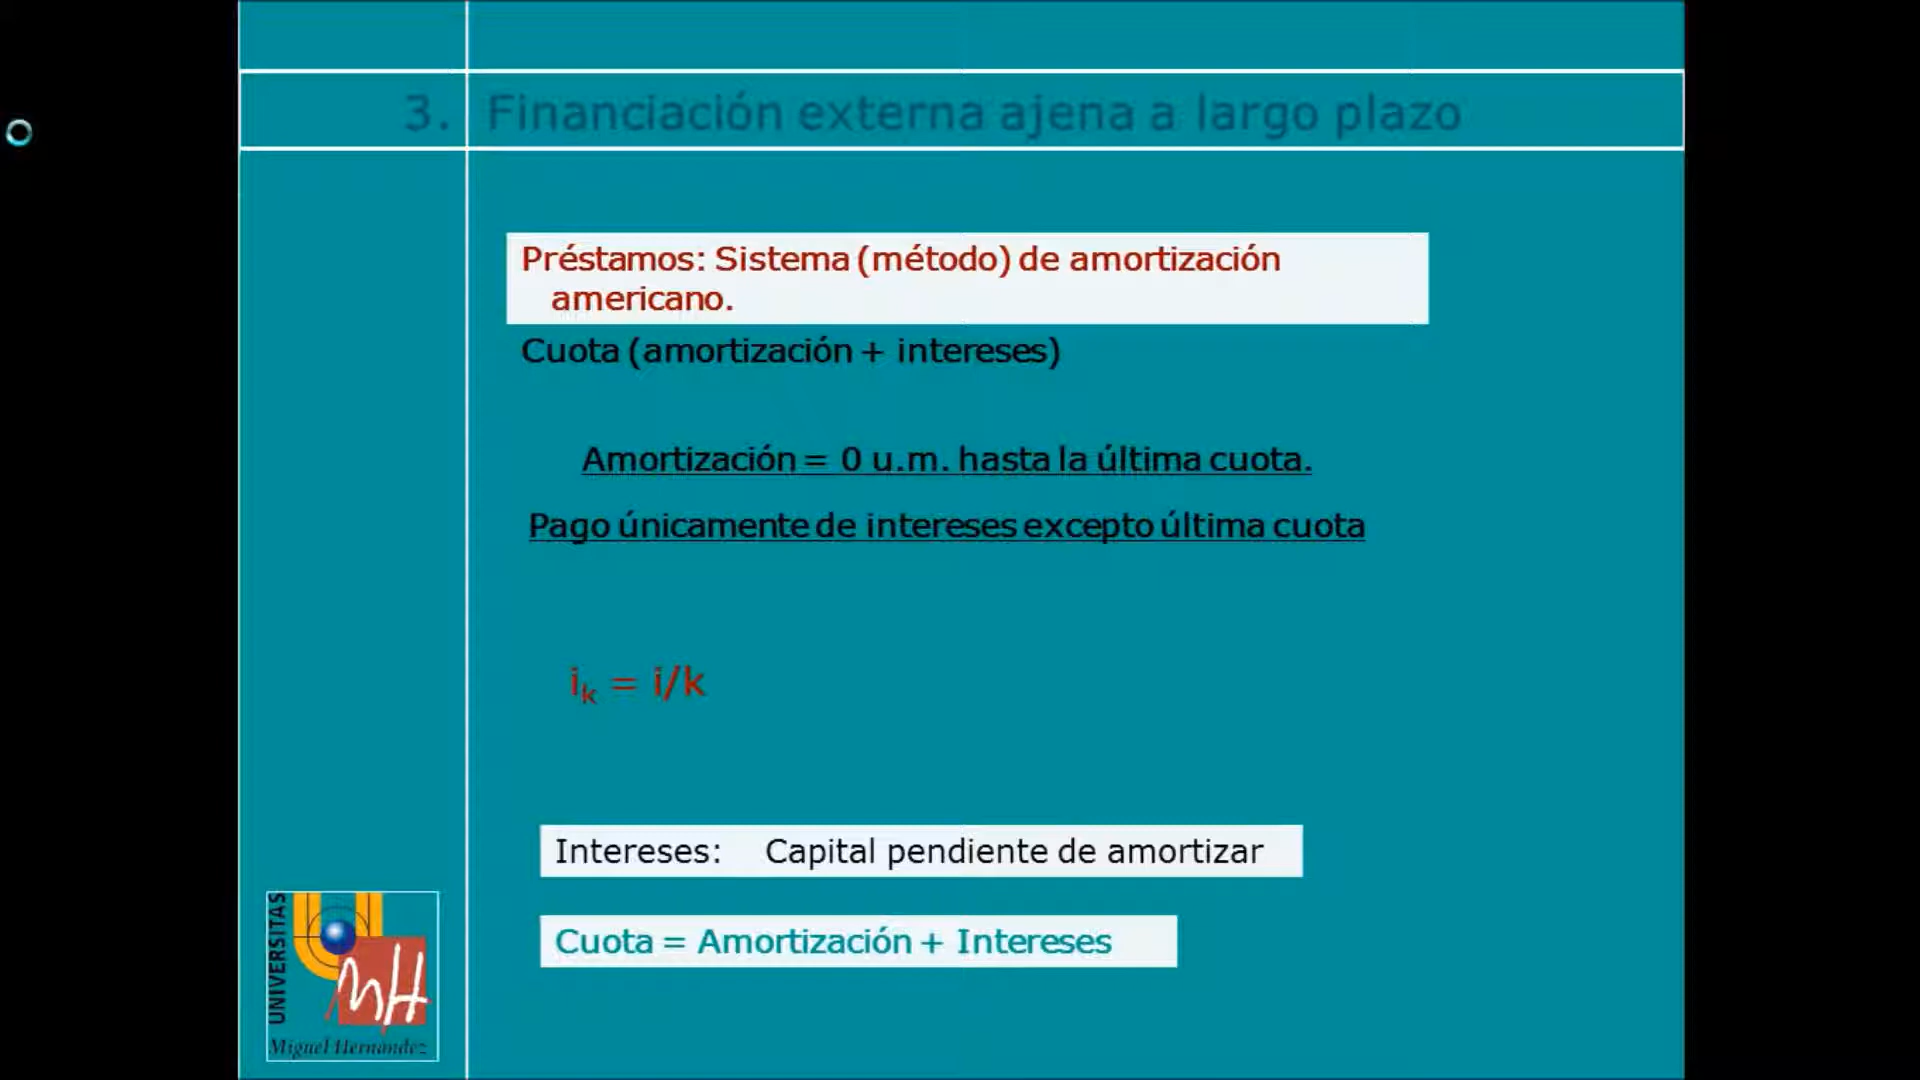 3. Financiación externa ajena a largo plazo
Préstamos: Sistema (método) de amortización
americano.
Cuota (amortización + intereses)
Amortización = 0 u.m. hasta la última cuota.
Pago únicamente de intereses excepto última cuota
iₖ = i/k
Intereses: Capital pendiente de amortizar
Cuota = Amortización + Intereses
UNIVERSITAS
MH
Miguel Hernández